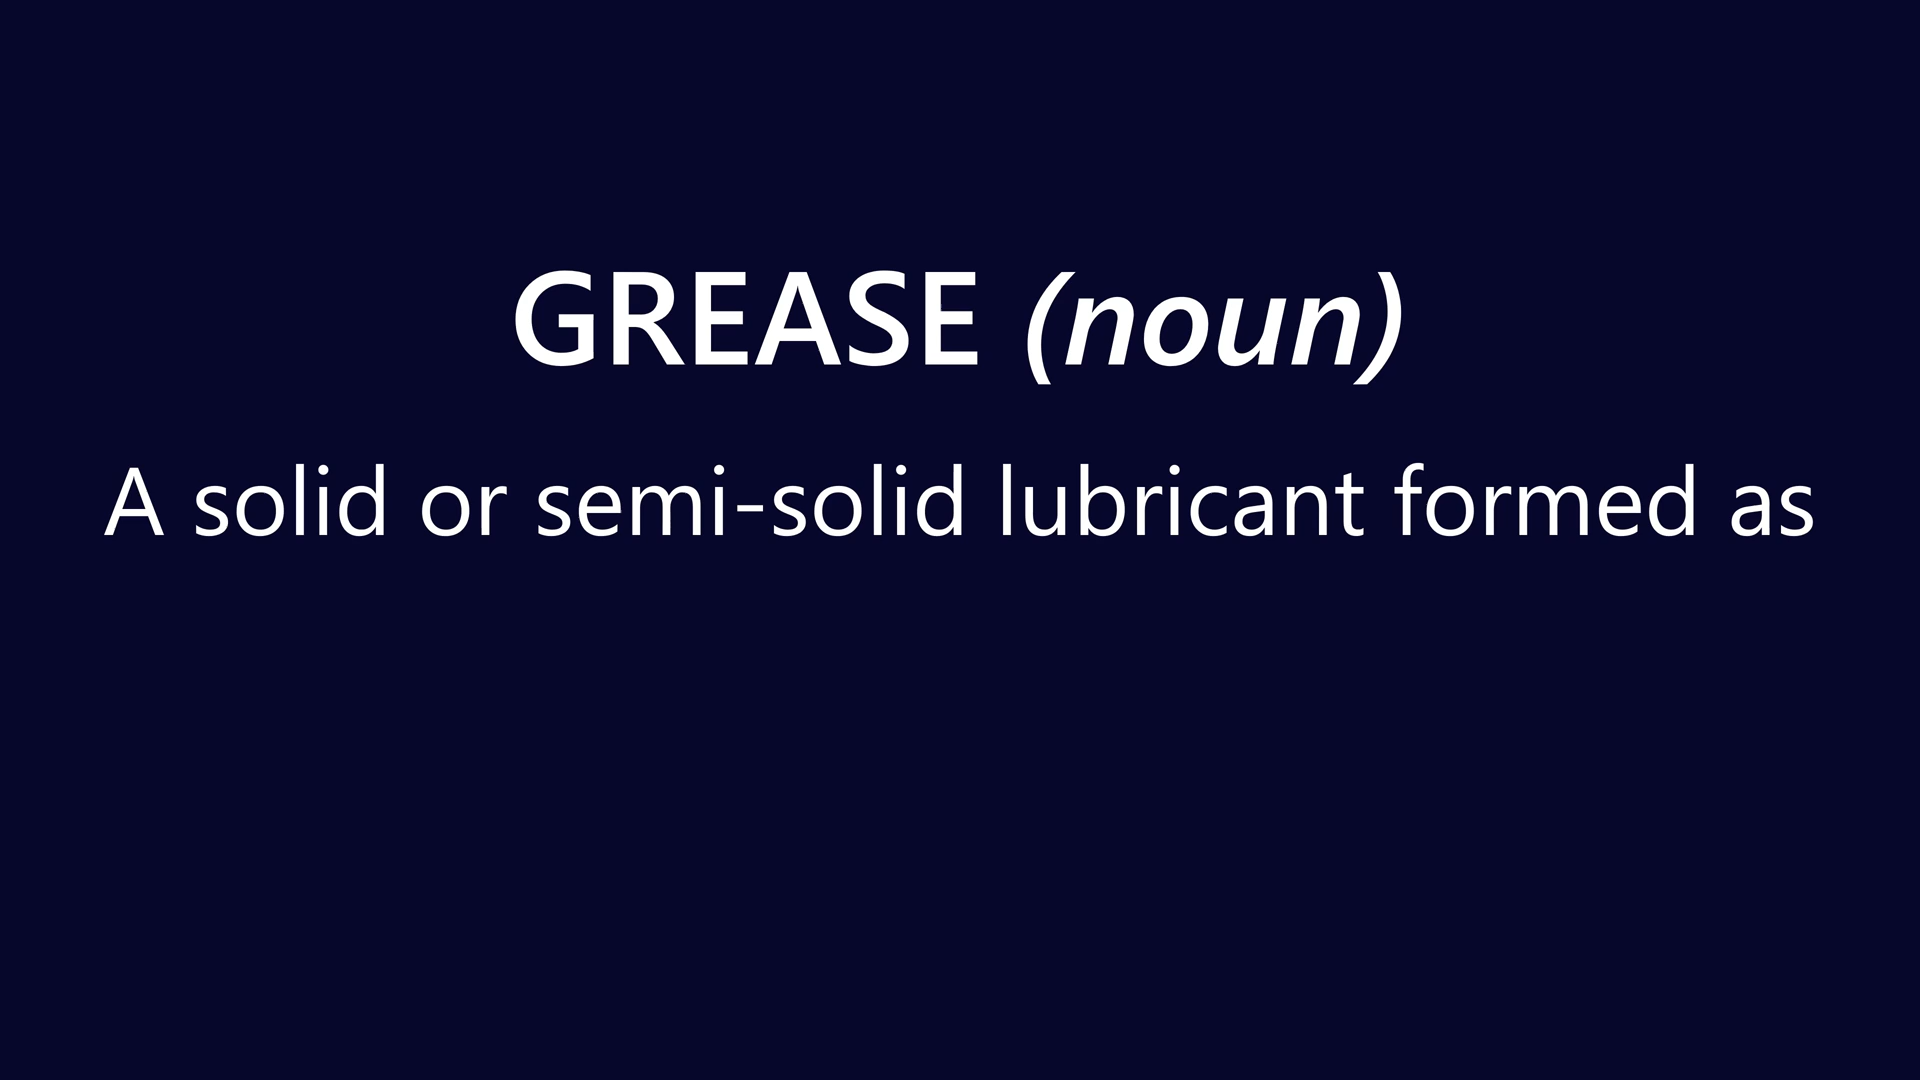 GREASE (noun)
A solid or semi-solid lubricant formed as